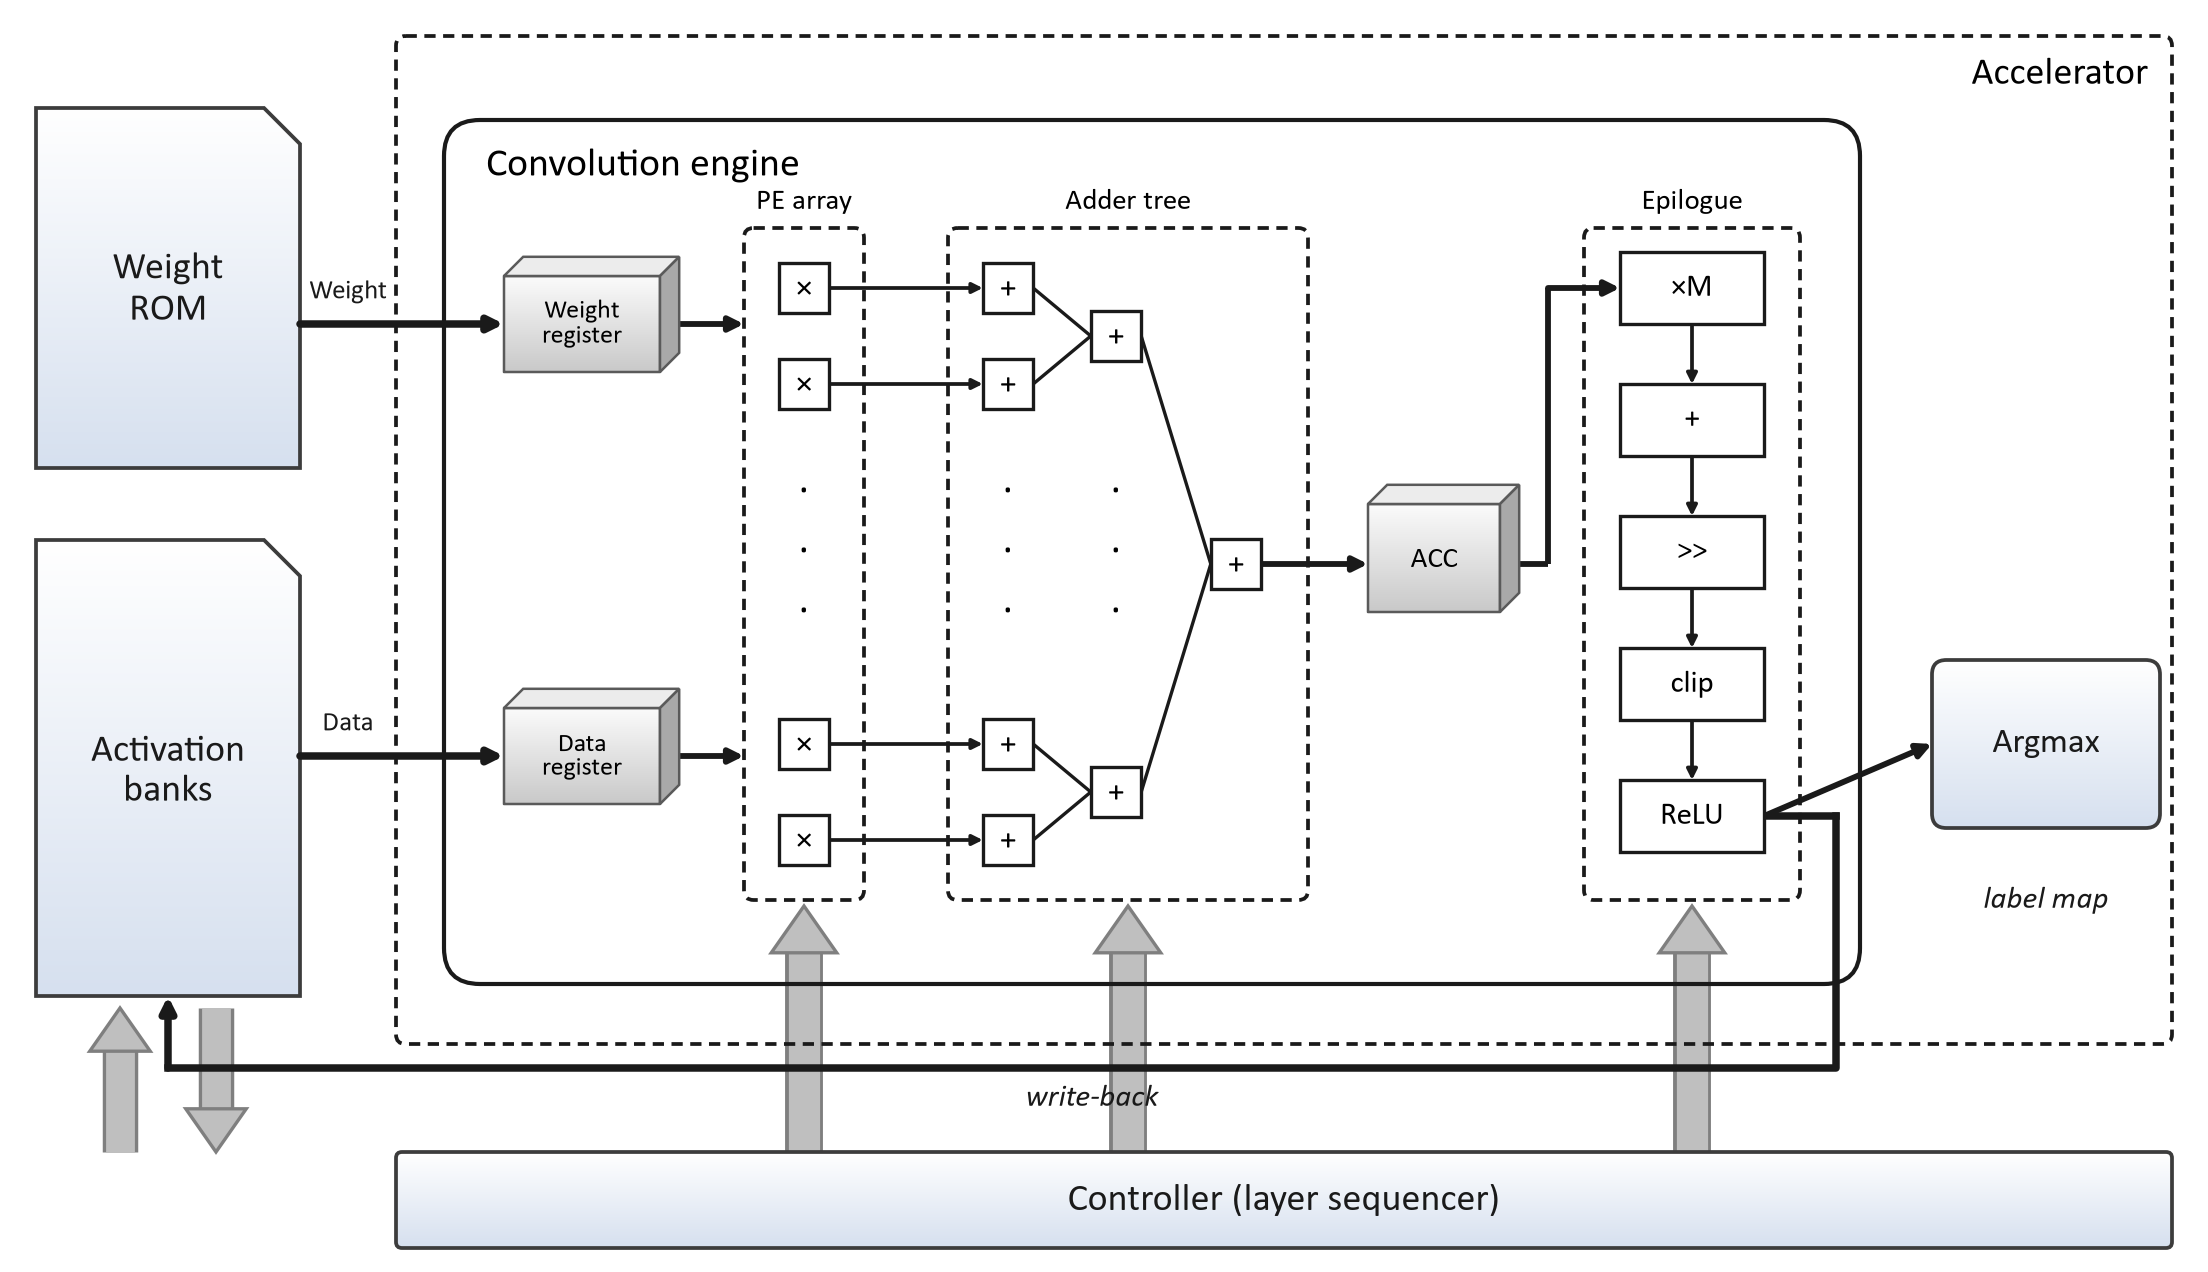 Accelerator
Convolution engine
PE array
Adder tree
Epilogue
Weight
ROM
Weight
Weight
register
×
×
×
×
+
+
+
+
+
+
+
ACC
×M
+
>>
clip
ReLU
Activation
banks
Data
Data
register
Argmax
label map
write-back
Controller (layer sequencer)